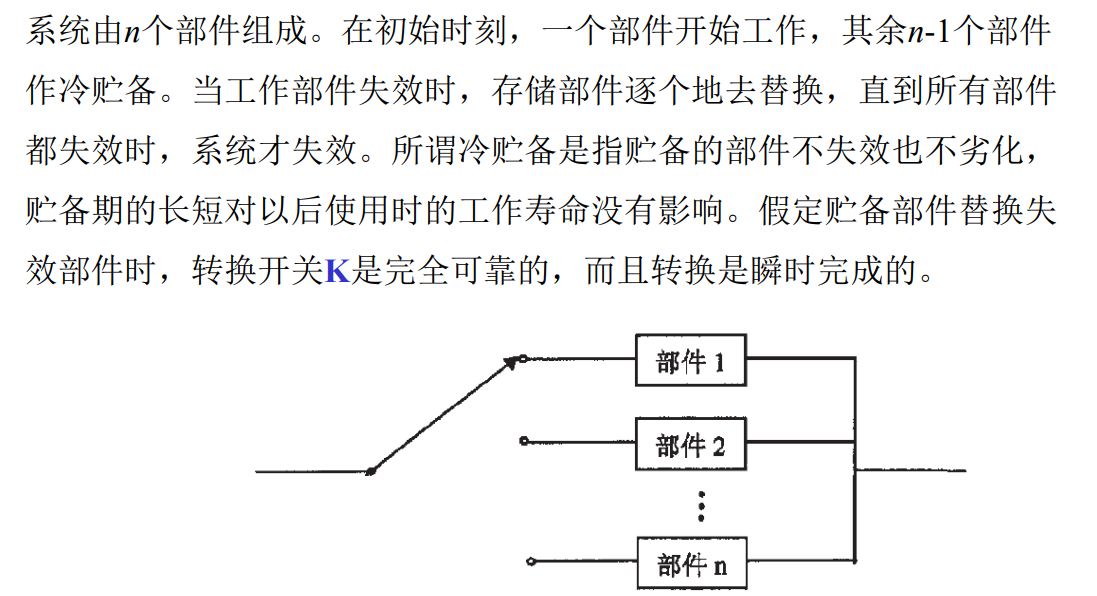 系统由n个部件组成。在初始时刻，一个部件开始工作，其余n-1个部件
作冷贮备。当工作部件失效时，存储部件逐个地去替换，直到所有部件
都失效时，系统才失效。所谓冷贮备是指贮备的部件不失效也不劣化，
贮备期的长短对以后使用时的工作寿命没有影响。假定贮备部件替换失
效部件时，转换开关K是完全可靠的，而且转换是瞬时完成的。
部件 1
部件 2
部件 n